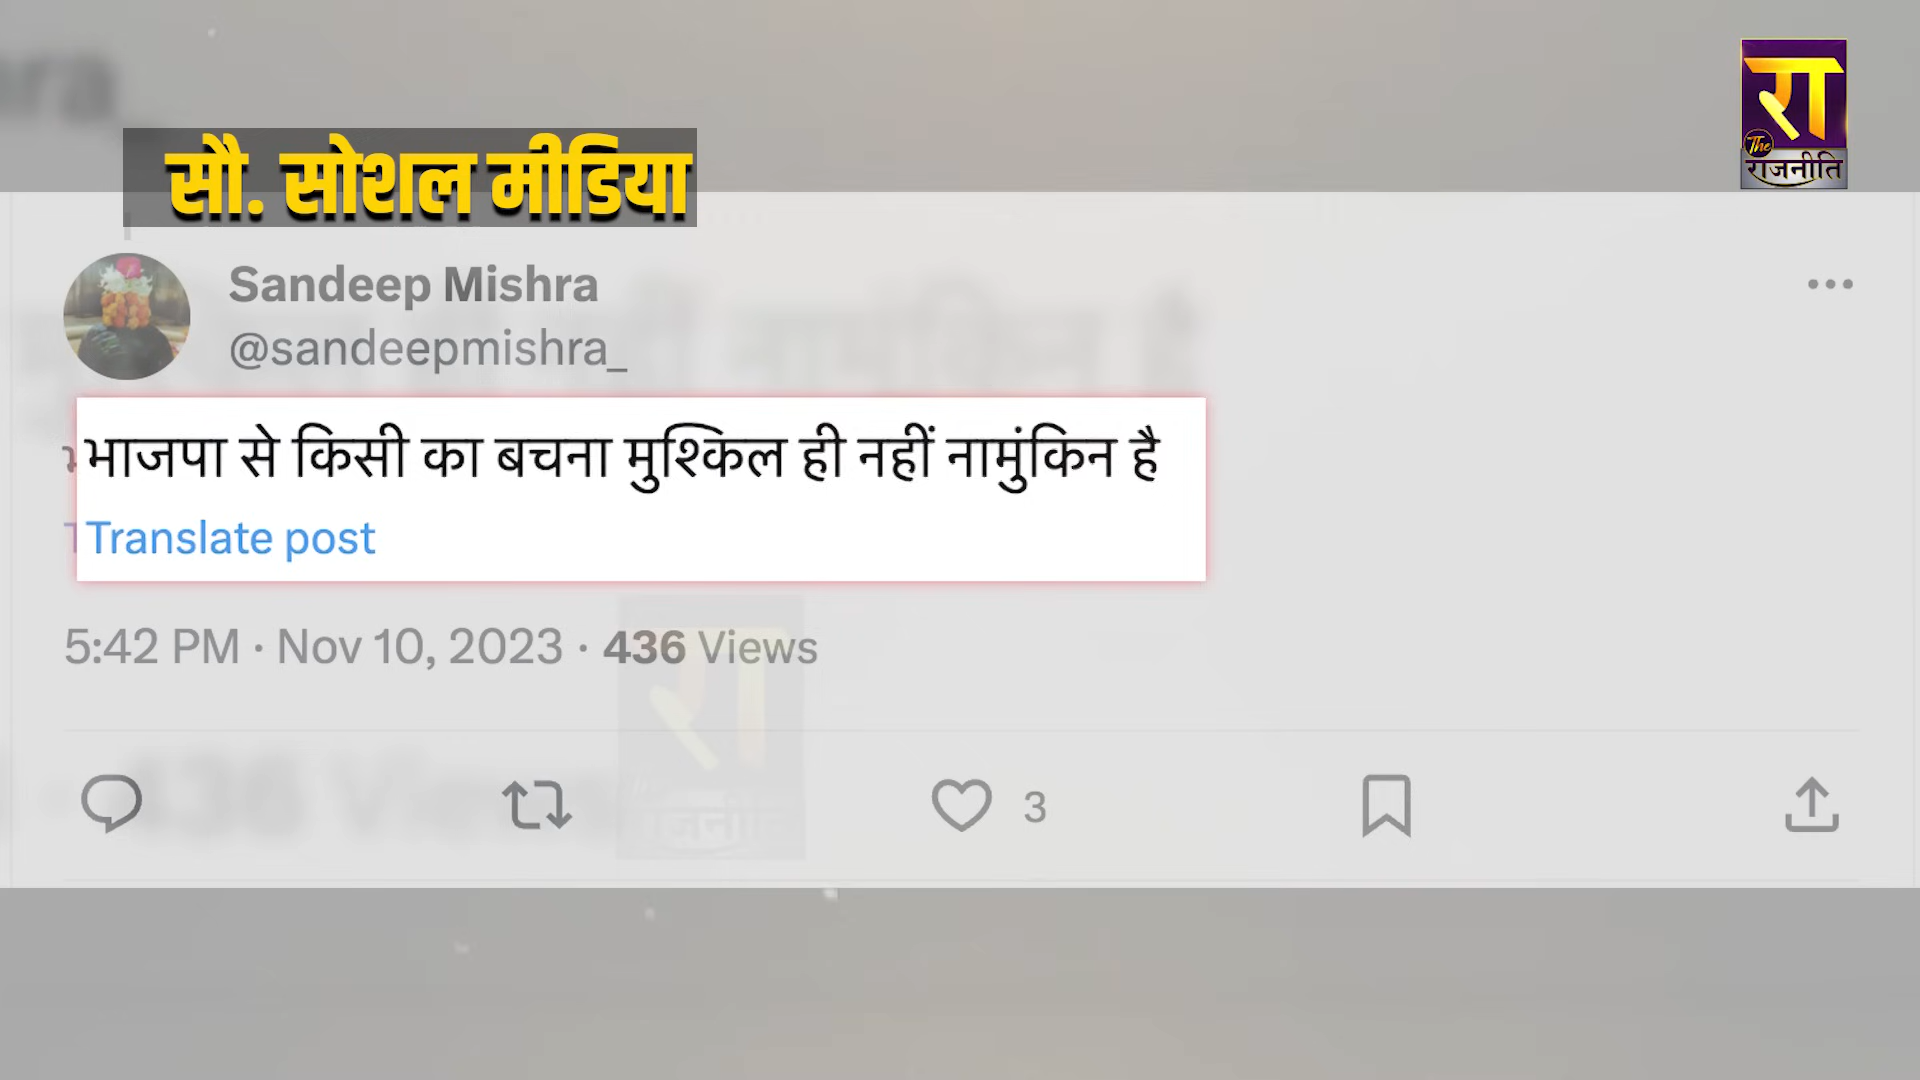 सौ. सोशल मीडिया
रा
The
राजनीति
Sandeep Mishra
@sandeepmishra_
भाजपा से किसी का बचना मुश्किल ही नहीं नामुंकिन है
Translate post
5:42 PM · Nov 10, 2023 · 436 Views
3